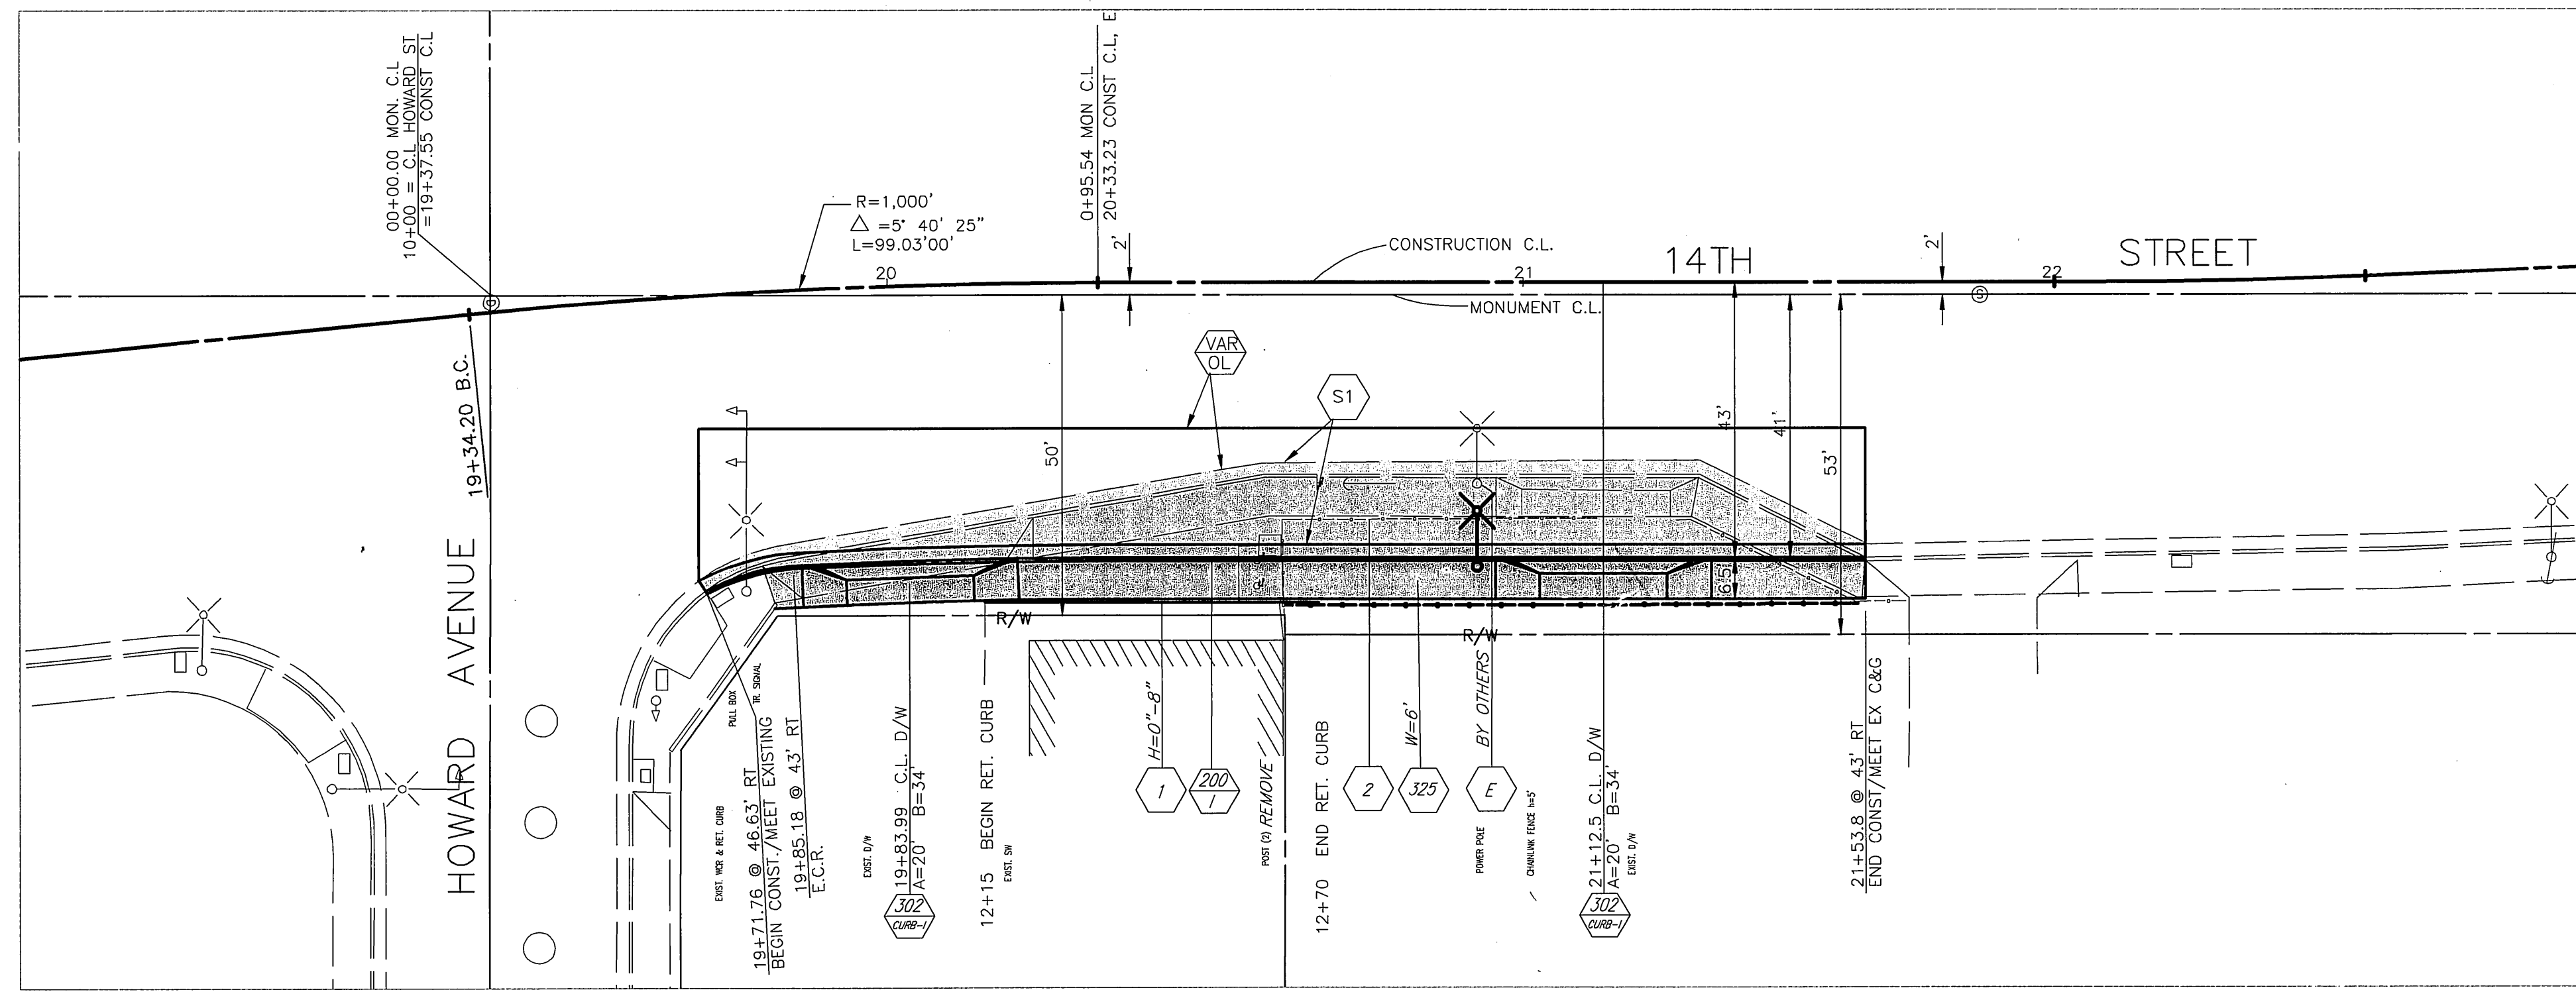 00+00.00 MON. C.L
10+00 = C.L HOWARD ST
=19+37.55 CONST C.L
0+95.54 MON C.L
20+33.23 CONST C.L, E
R=1,000'
△ =5° 40' 25"
L=99.03'00'
2'
CONSTRUCTION C.L.
14TH STREET
2'
20
21
22
MONUMENT C.L.
19+34.20 B.C.
VAR
OL
S1
50'
43'
41'
53'
6.5'
R/W
R/W
HOWARD AVENUE
EXIST. WCR & RET. CURB
PULL BOX
TR. SIGNAL
19+71.76 @ 46.63' RT
BEGIN CONST./MEET EXISTING
19+85.18 @ 43' RT
E.C.R.
EXIST. D/W
19+83.99 C.L. D/W
A=20' B=34'
302
CURB-1
12+15 BEGIN RET. CURB
EXIST. SW
H=0"-8"
1
200
1
POST (2) REMOVE
12+70 END RET. CURB
2
W=6'
325
BY OTHERS
E
POWER POLE
CHAINLINK FENCE h=5'
21+12.5 C.L. D/W
A=20' B=34'
EXIST. D/W
302
CURB-1
21+53.8 @ 43' RT
END CONST/MEET EX C&G